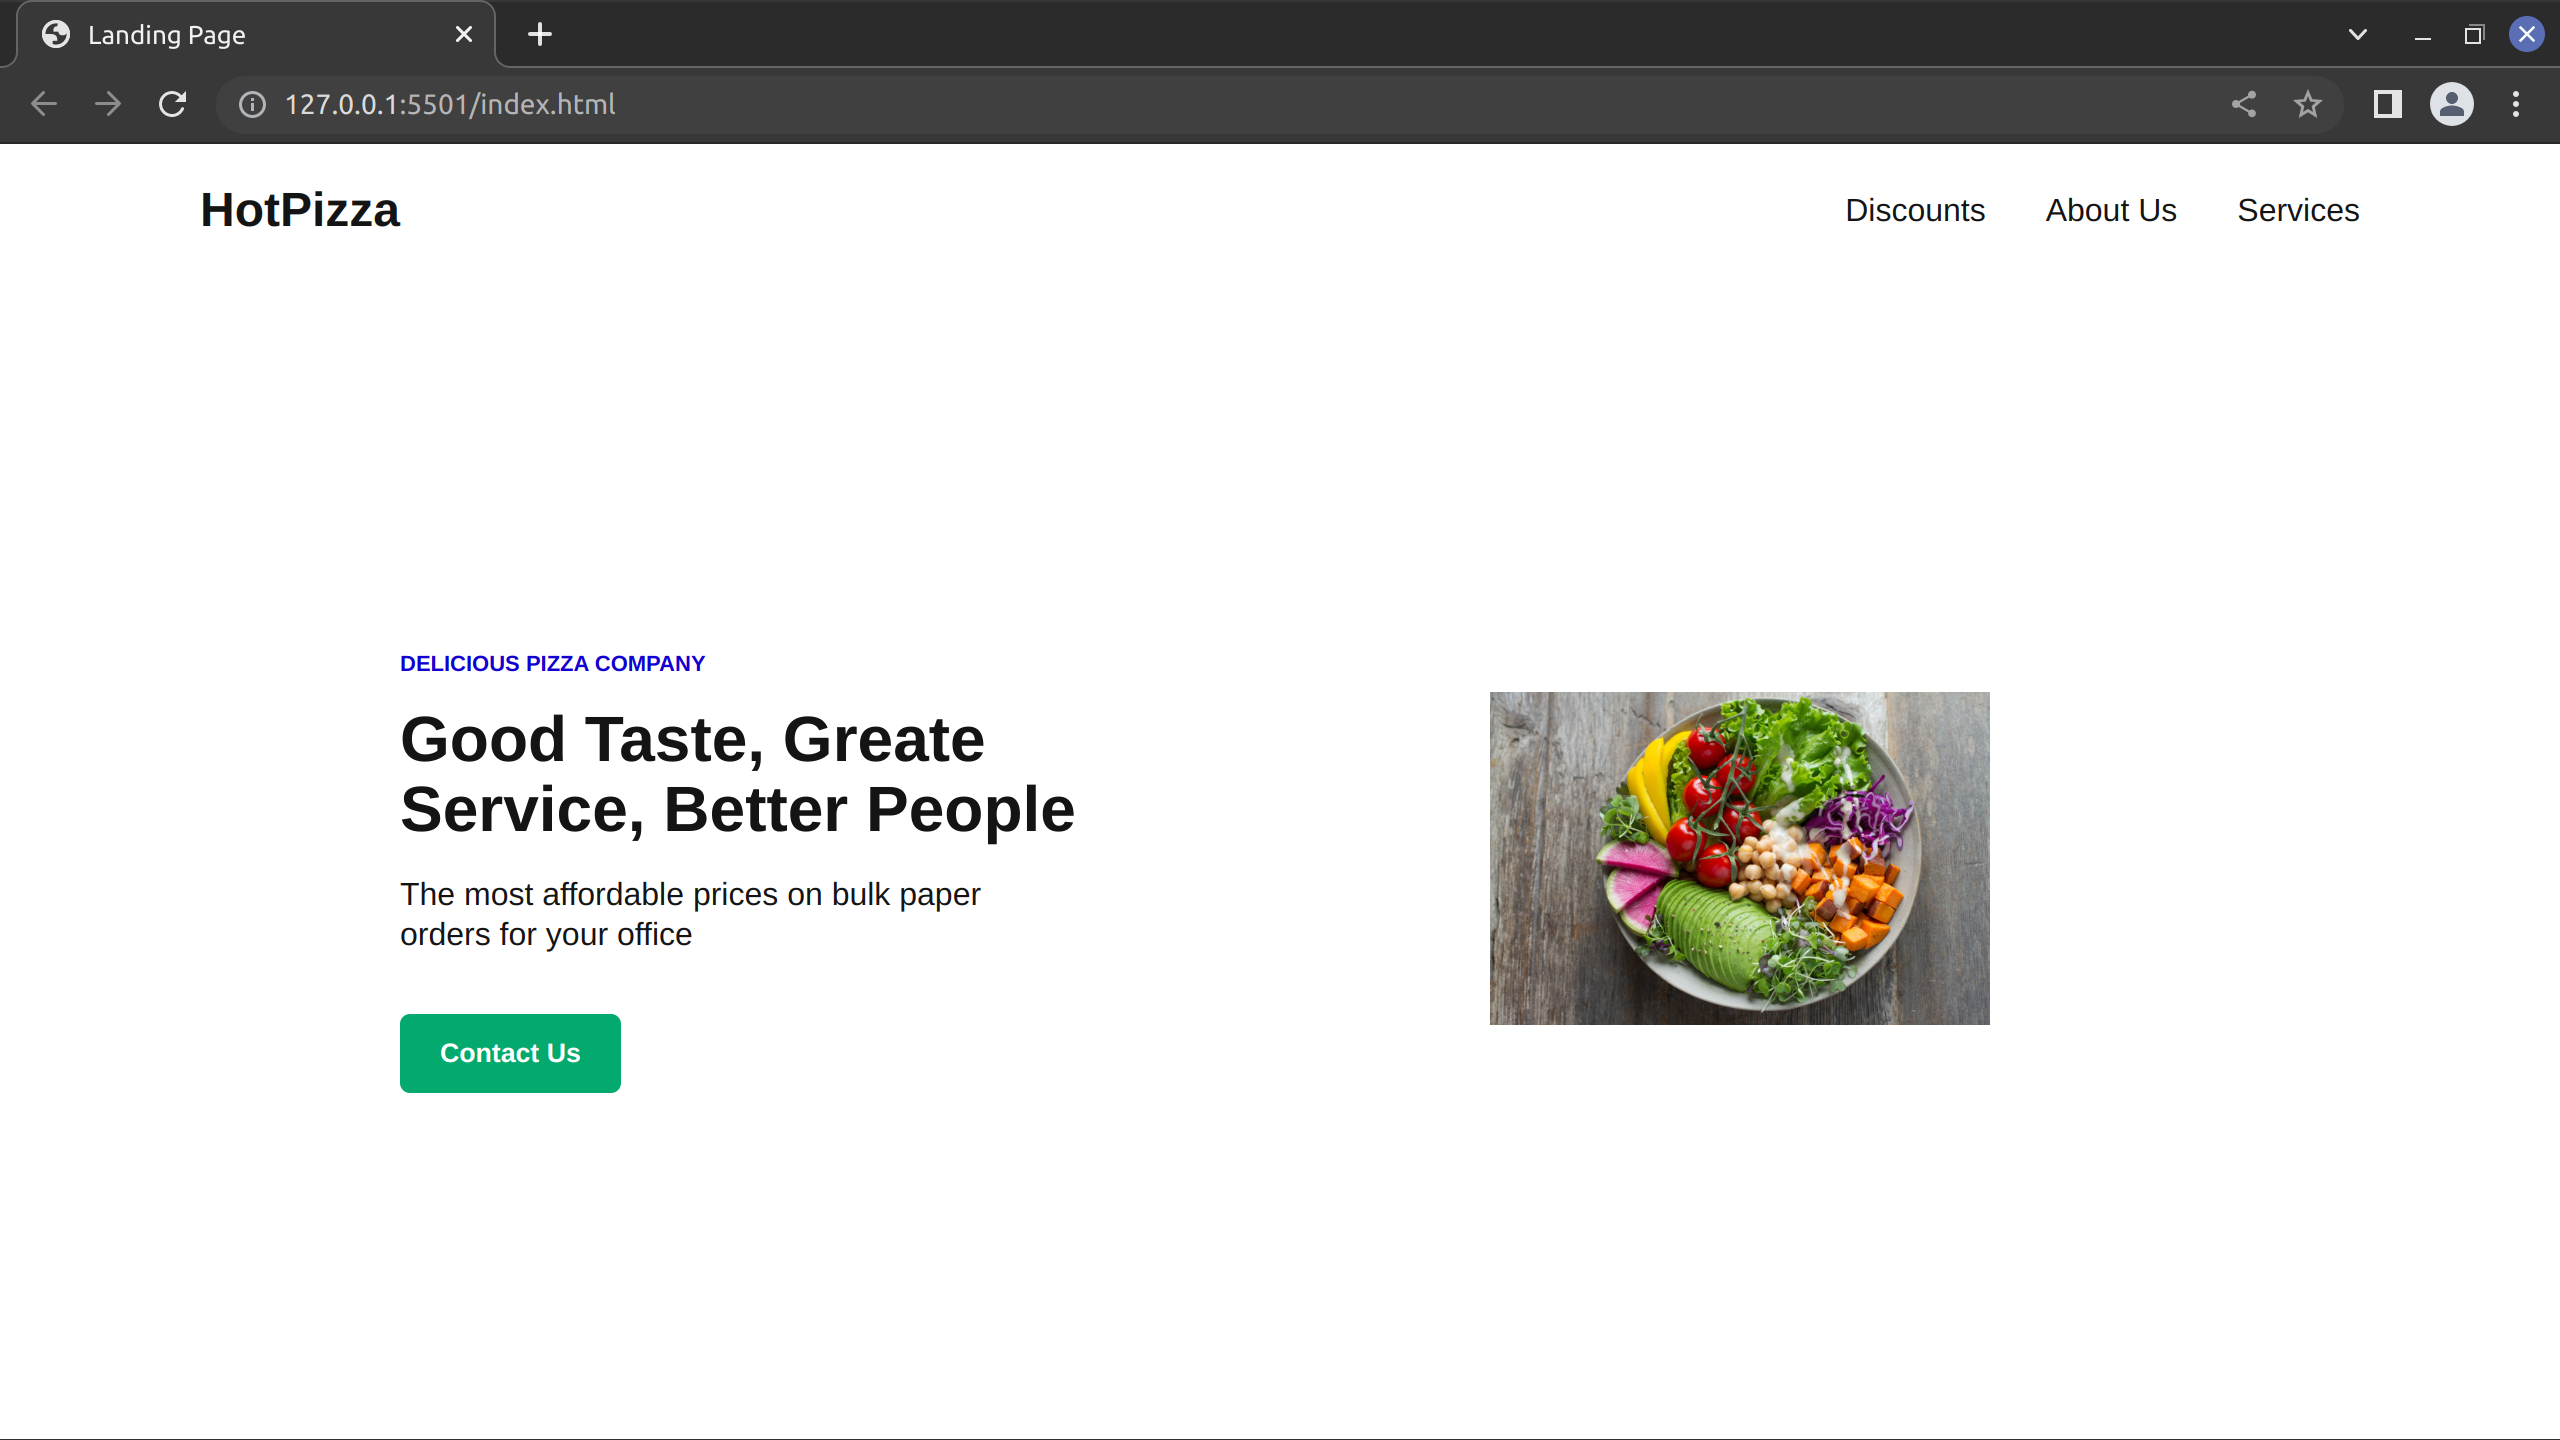 Landing Page
127.0.0.1:5501/index.html
HotPizza
Discounts About Us Services
DELICIOUS PIZZA COMPANY
Good Taste, Greate
Service, Better People
The most affordable prices on bulk paper
orders for your office
Contact Us